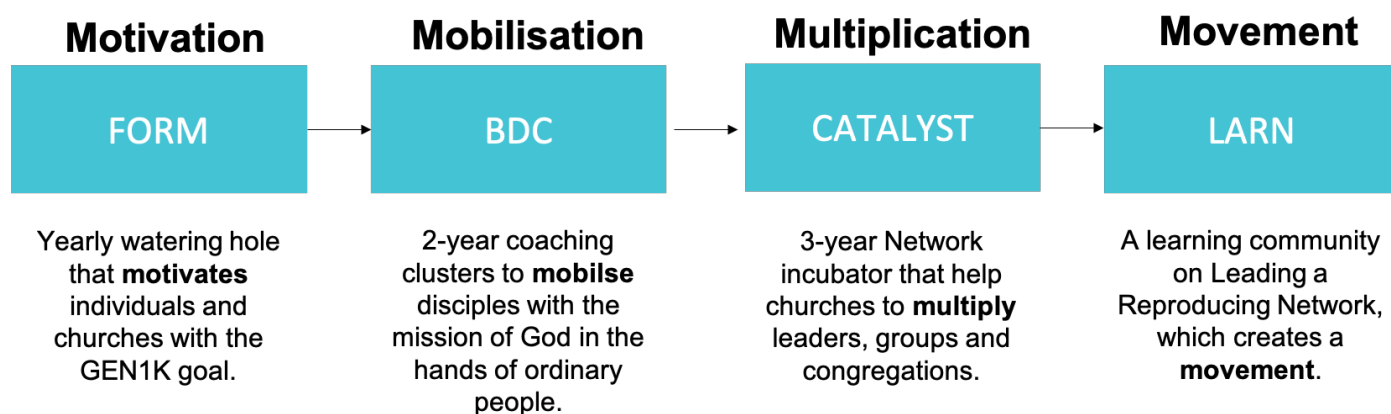 Motivation
FORM
Yearly watering hole
that motivates
individuals and
churches with the
GEN1K goal.
Mobilisation
BDC
2-year coaching
clusters to mobilse
disciples with the
mission of God in the
hands of ordinary
people.
Multiplication
CATALYST
3-year Network
incubator that help
churches to multiply
leaders, groups and
congregations.
Movement
LARN
A learning community
on Leading a
Reproducing Network,
which creates a
movement.